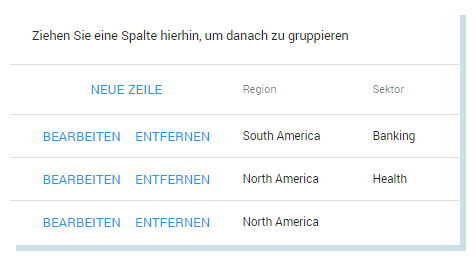 Ziehen Sie eine Spalte hierhin, um danach zu gruppieren
NEUE ZEILE Region Sektor
BEARBEITEN ENTFERNEN South America Banking
BEARBEITEN ENTFERNEN North America Health
BEARBEITEN ENTFERNEN North America